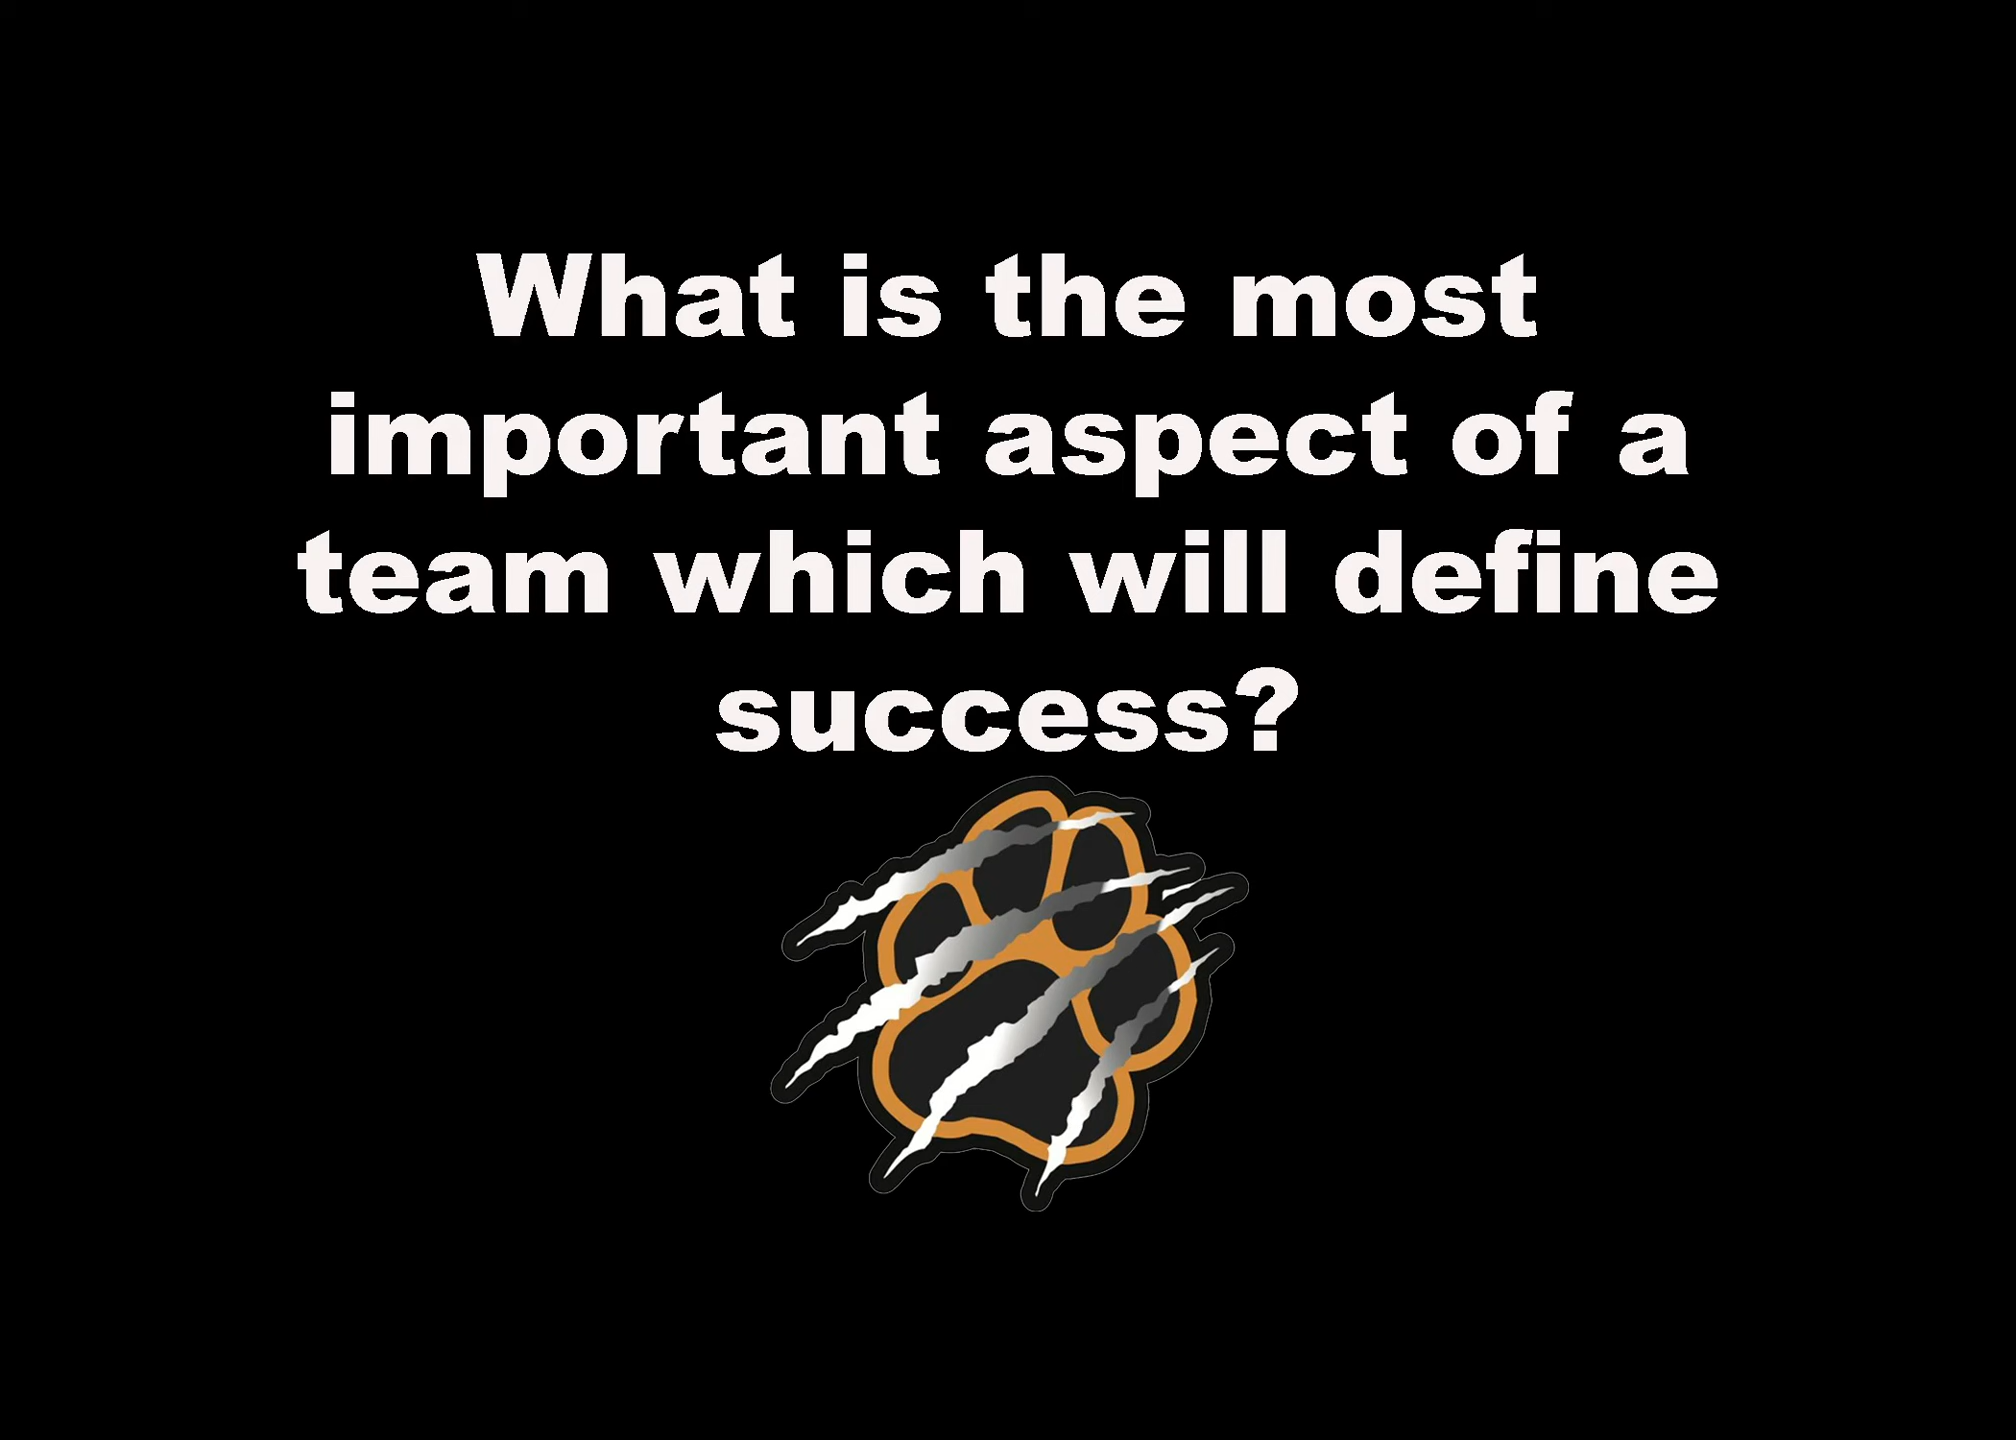 What is the most
important aspect of a
team which will define
success?